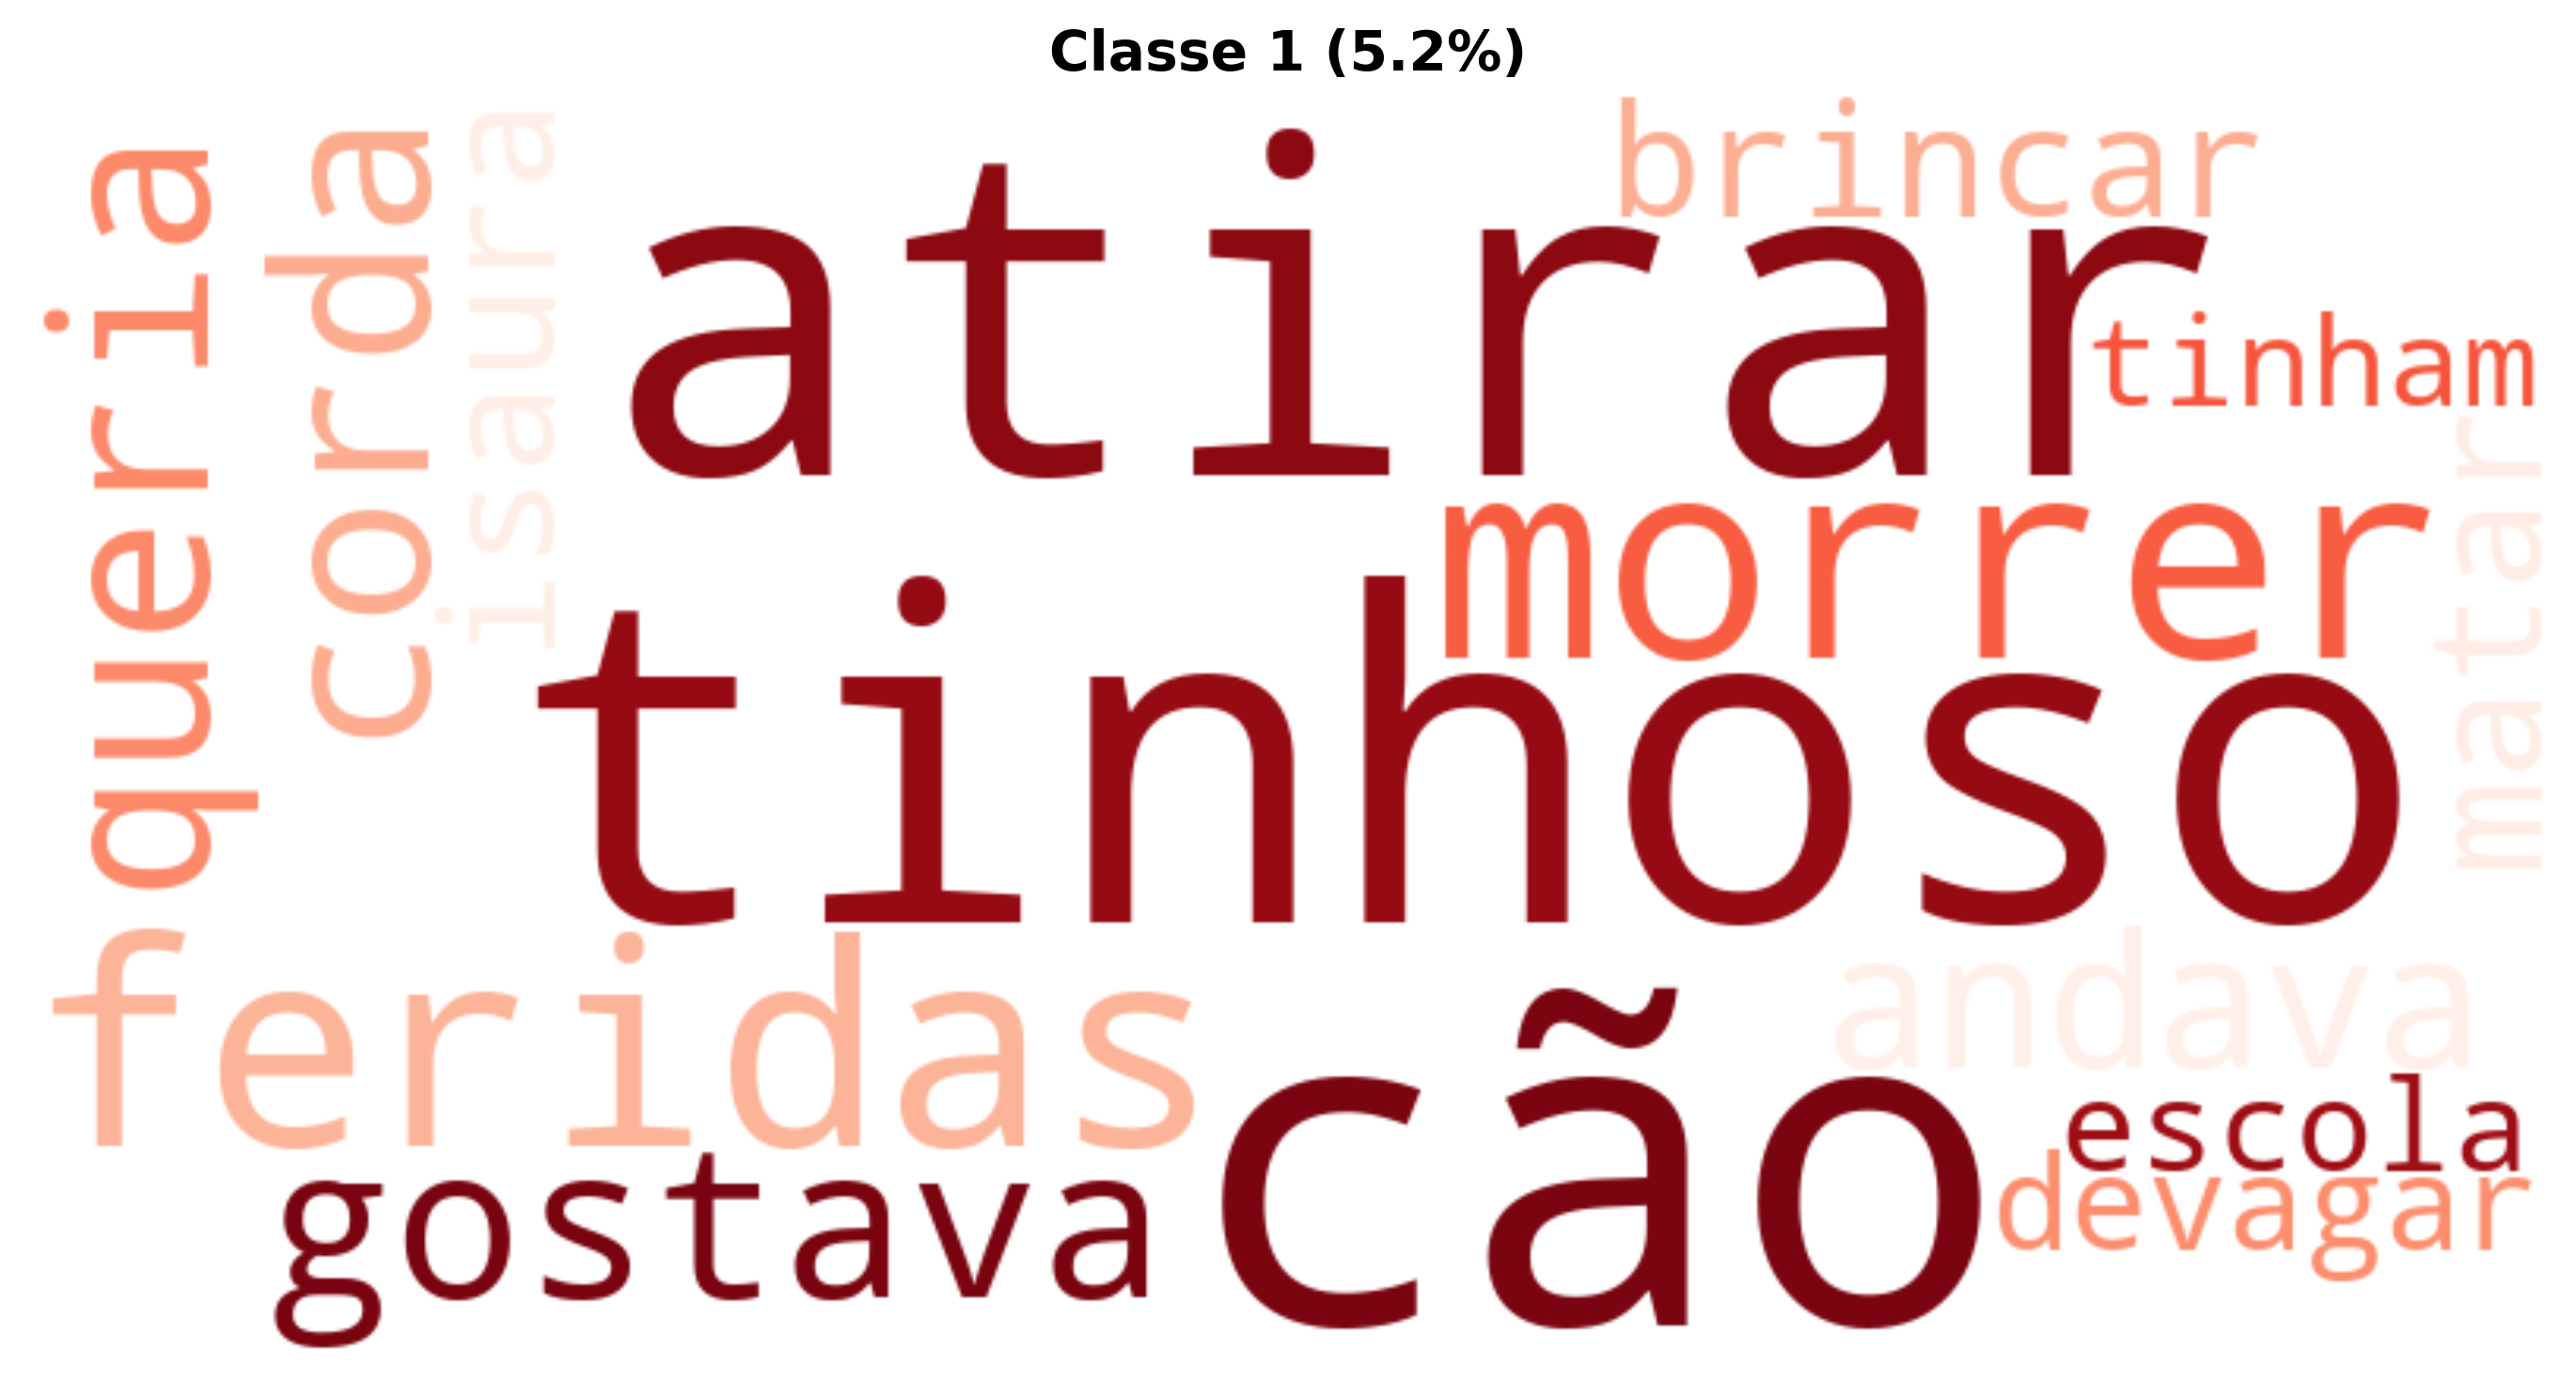 Classe 1 (5.2%)
queria
corda
isaura
atirar
brincar
tinham
morrer
matar
tinhoso
feridas
andava
cão
escola
devagar
gostava